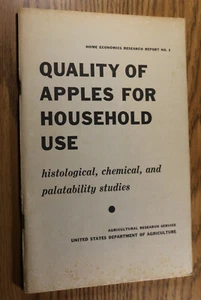 HOME ECONOMICS RESEARCH REPORT NO. 2
QUALITY OF
APPLES FOR
HOUSEHOLD
USE
histological, chemical, and
palatability studies
AGRICULTURAL RESEARCH SERVICE
UNITED STATES DEPARTMENT OF AGRICULTURE